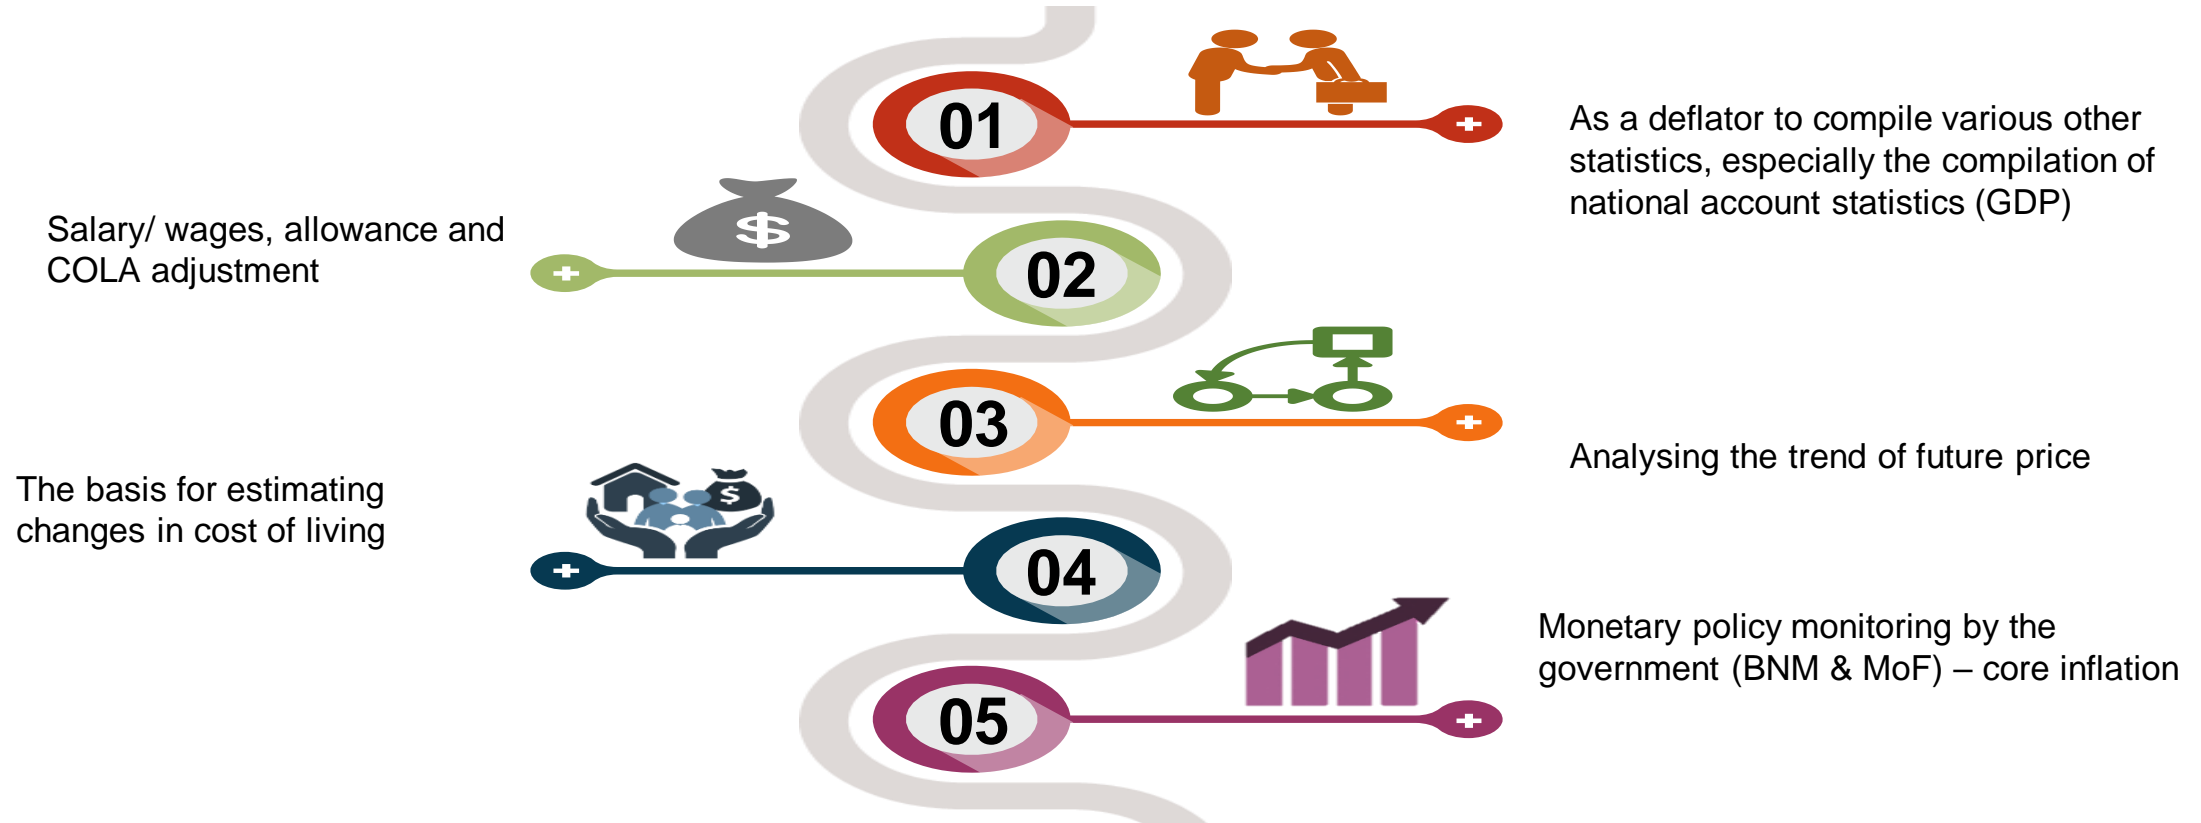 01
As a deflator to compile various other
statistics, especially the compilation of
national account statistics (GDP)
$
Salary/ wages, allowance and
COLA adjustment
02
03
Analysing the trend of future price
$
The basis for estimating
changes in cost of living
04
Monetary policy monitoring by the
government (BNM & MoF) – core inflation
05